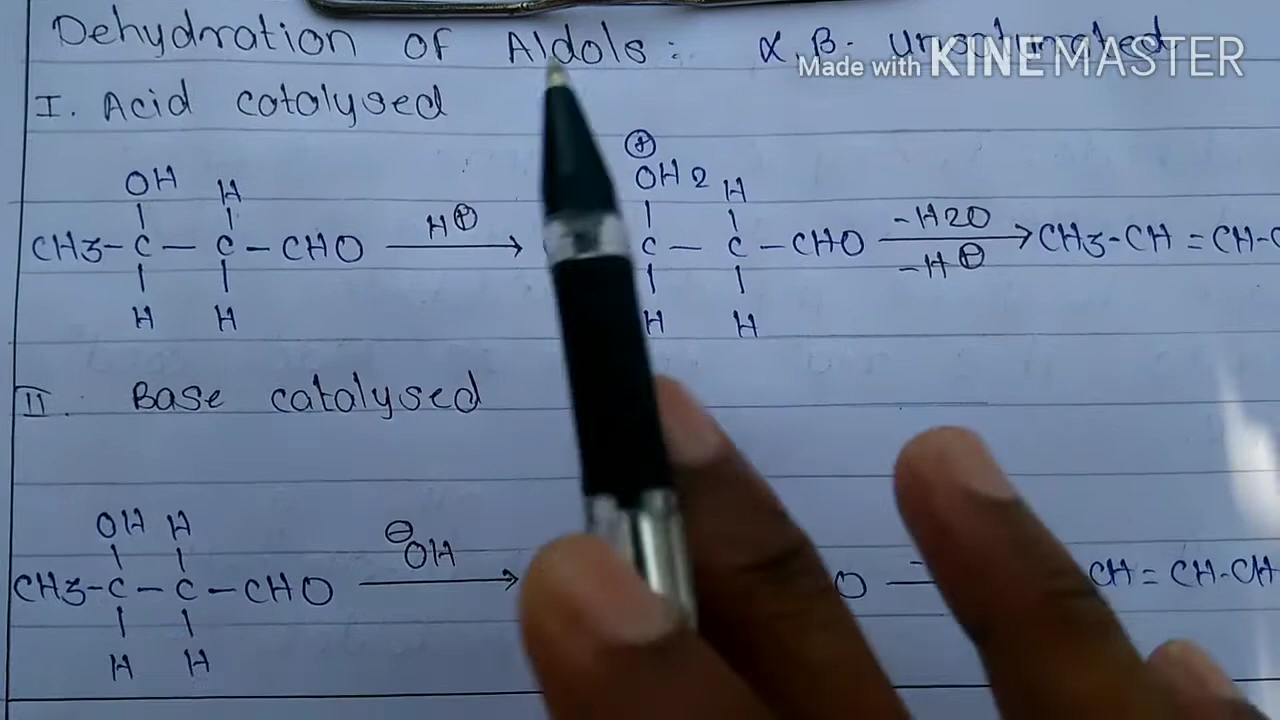 Dehydration OF Aldols: α, β-
Made with KINEMASTER
I. Acid catalysed
⊕
OH H OH2 H
CH3-C-C-CHO H⊕ C-C-CHO -H2O CH3-CH=CH-C
-H⊕
H H H H
II. Base catalysed
OH H ⊖OH
CH3-C-C-CHO O CH=CH-CH
H H